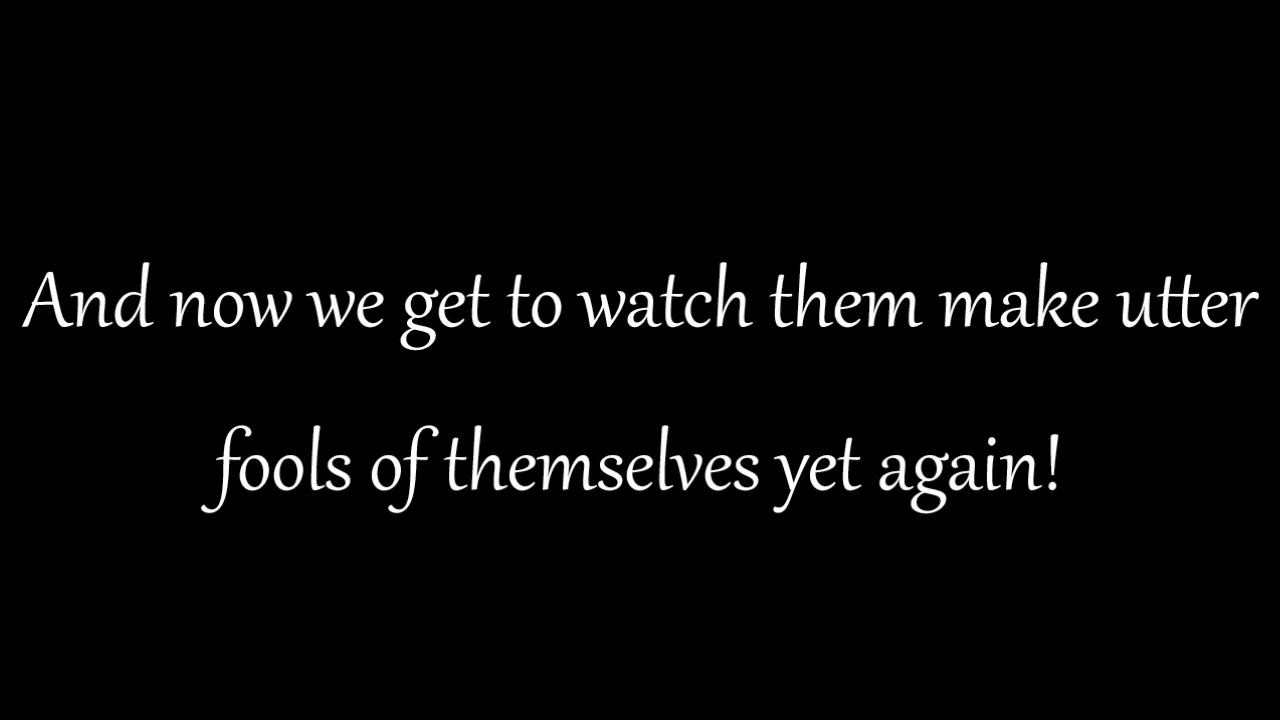 And now we get to watch them make utter
fools of themselves yet again!